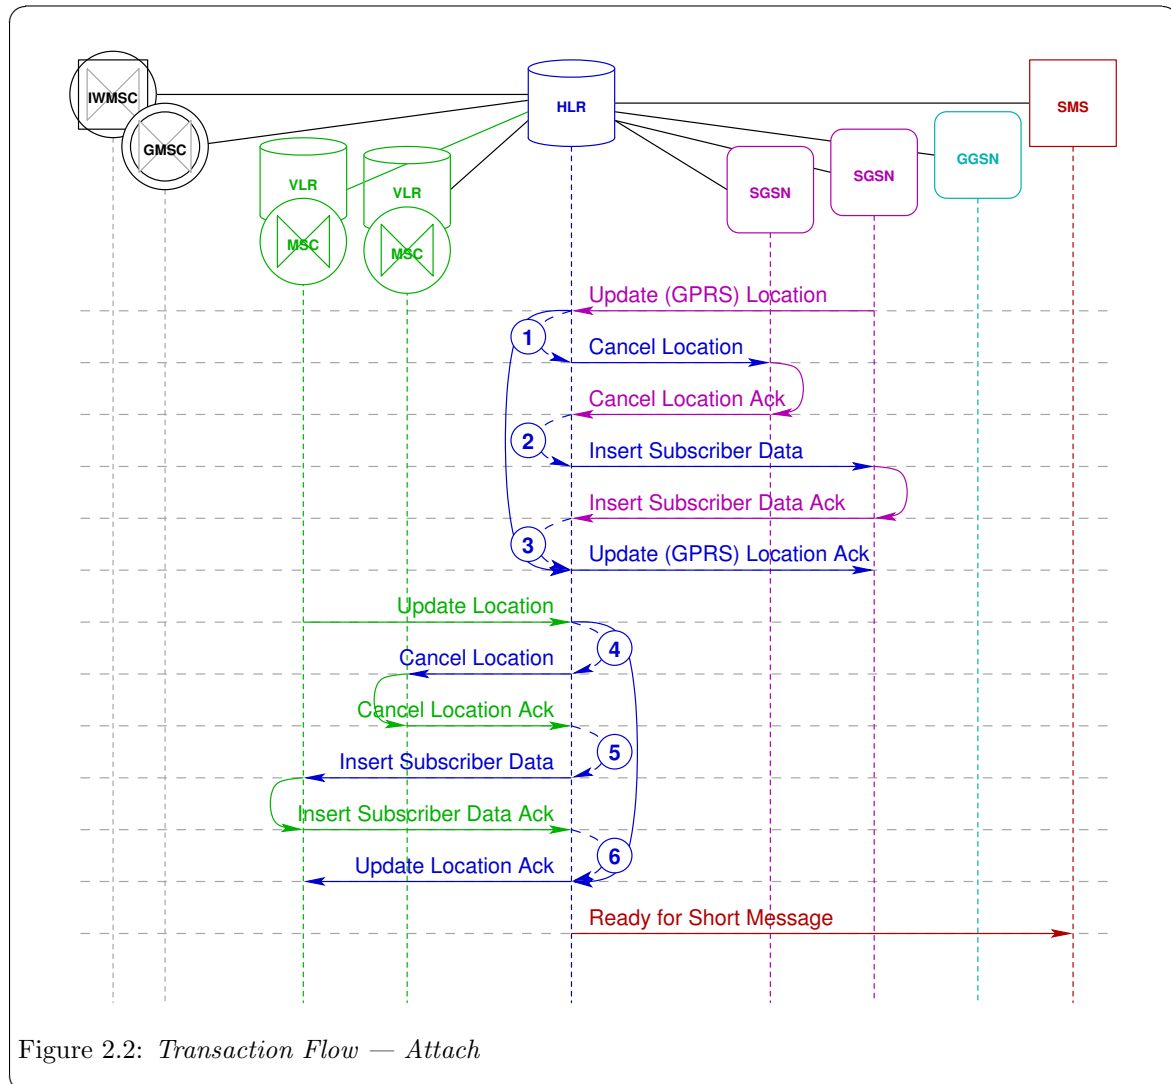 IWMSC
HLR
SMS
GMSC
GGSN
SGSN
VLR
VLR
SGSN
MSC
MSC
Update (GPRS) Location
1
Cancel Location
Cancel Location Ack
2
Insert Subscriber Data
Insert Subscriber Data Ack
3
Update (GPRS) Location Ack
Update Location
4
Cancel Location
Cancel Location Ack
5
Insert Subscriber Data
Insert Subscriber Data Ack
6
Update Location Ack
Ready for Short Message
Figure 2.2: Transaction Flow — Attach